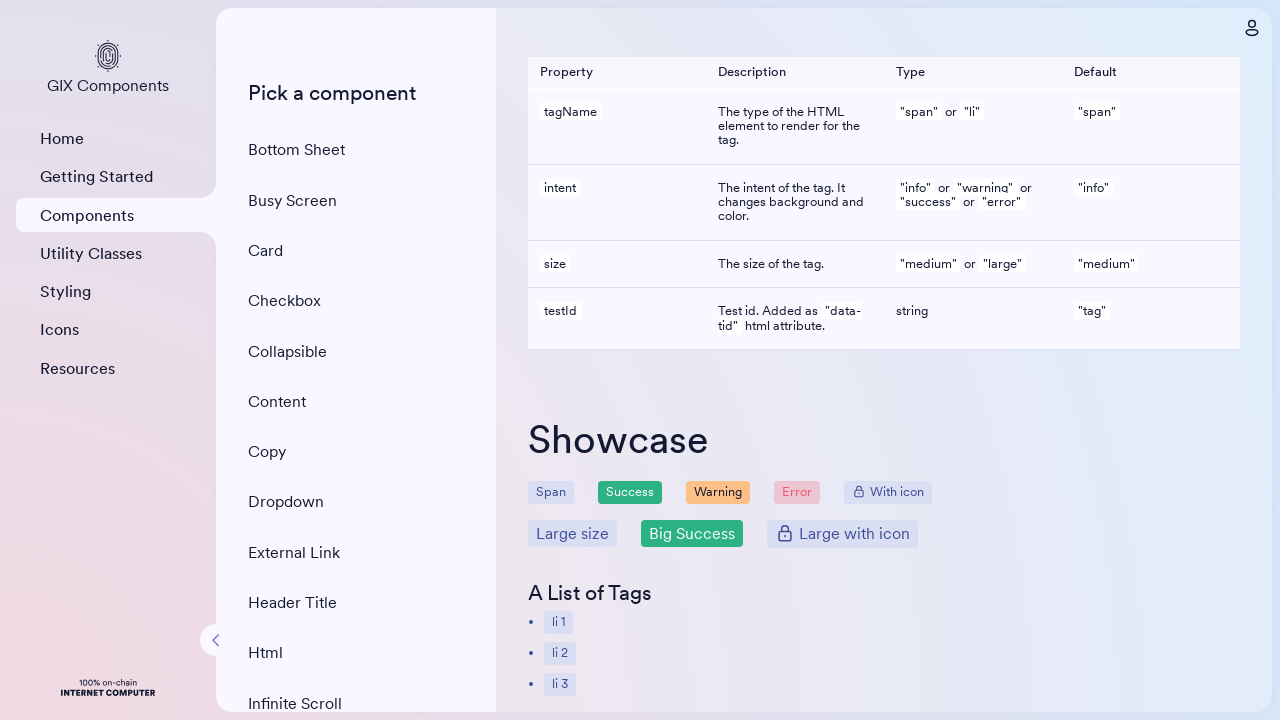 GIX Components
Home
Getting Started
Components
Utility Classes
Styling
Icons
Resources
100% on-chain
INTERNET COMPUTER
Pick a component
Bottom Sheet
Busy Screen
Card
Checkbox
Collapsible
Content
Copy
Dropdown
External Link
Header Title
Html
Infinite Scroll
Property Description Type Default
tagName The type of the HTML "span" or "li" "span"
element to render for the
tag.
intent The intent of the tag. It "info" or "warning" or "info"
changes background and "success" or "error"
color.
size The size of the tag. "medium" or "large" "medium"
testId Test id. Added as "data- string "tag"
tid" html attribute.
Showcase
Span Success Warning Error With icon
Large size Big Success Large with icon
A List of Tags
• li 1
• li 2
• li 3